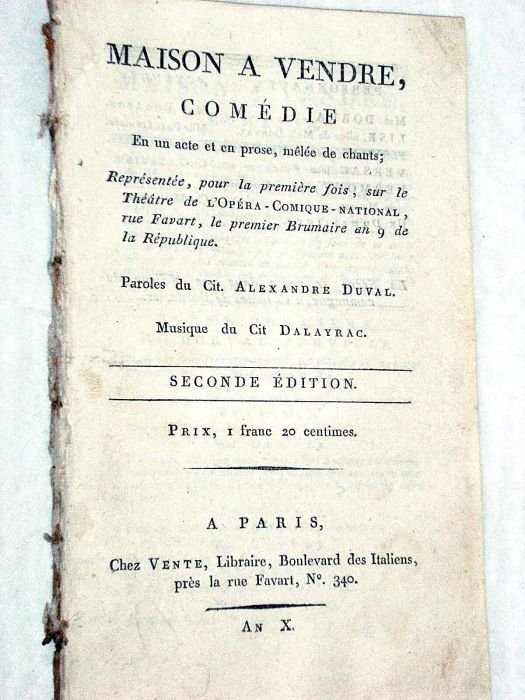 MAISON A VENDRE,
COMÉDIE
En un acte et en prose, mêlée de chants;
Représentée, pour la première fois, sur le
Théâtre de L'OPÉRA-COMIQUE-NATIONAL,
rue Favart, le premier Brumaire an 9 de
la République.
Paroles du Cit. ALEXANDRE DUVAL.
Musique du Cit DALAYRAC.
SECONDE ÉDITION.
PRIX, 1 franc 20 centimes.
A PARIS,
Chez VENTE, Libraire, Boulevard des Italiens,
près la rue Favart, N°. 340.
AN X.